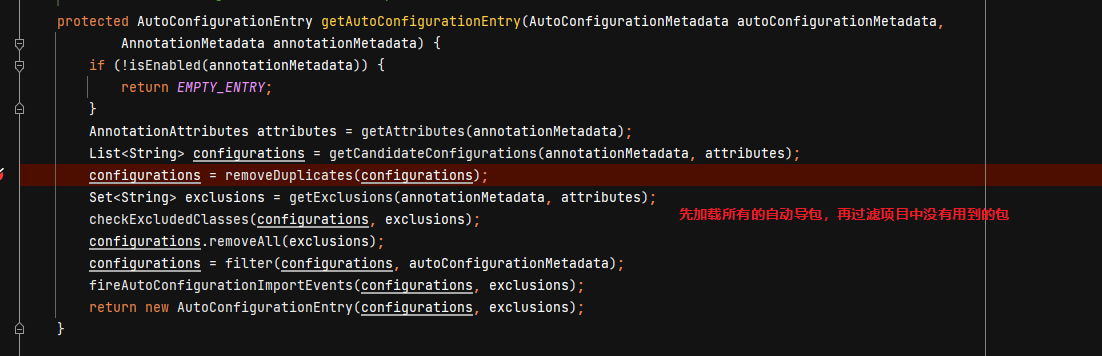 protected AutoConfigurationEntry getAutoConfigurationEntry(AutoConfigurationMetadata autoConfigurationMetadata,
AnnotationMetadata annotationMetadata) {
if (!isEnabled(annotationMetadata)) {
return EMPTY_ENTRY;
}
AnnotationAttributes attributes = getAttributes(annotationMetadata);
List<String> configurations = getCandidateConfigurations(annotationMetadata, attributes);
configurations = removeDuplicates(configurations);
Set<String> exclusions = getExclusions(annotationMetadata, attributes);
先加载所有的自动导包，再过滤项目中没有用到的包
checkExcludedClasses(configurations, exclusions);
configurations.removeAll(exclusions);
configurations = filter(configurations, autoConfigurationMetadata);
fireAutoConfigurationImportEvents(configurations, exclusions);
return new AutoConfigurationEntry(configurations, exclusions);
}